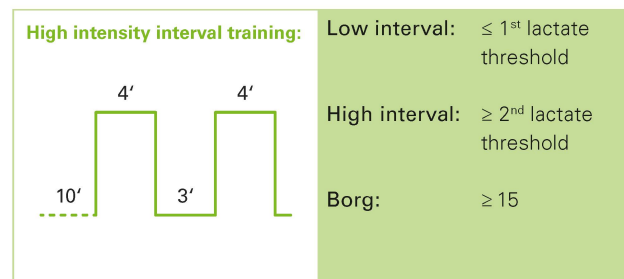 High intensity interval training:
4‘ 4‘
10‘ 3‘
Low interval: ≤ 1st lactate
threshold
High interval: ≥ 2nd lactate
threshold
Borg: ≥ 15